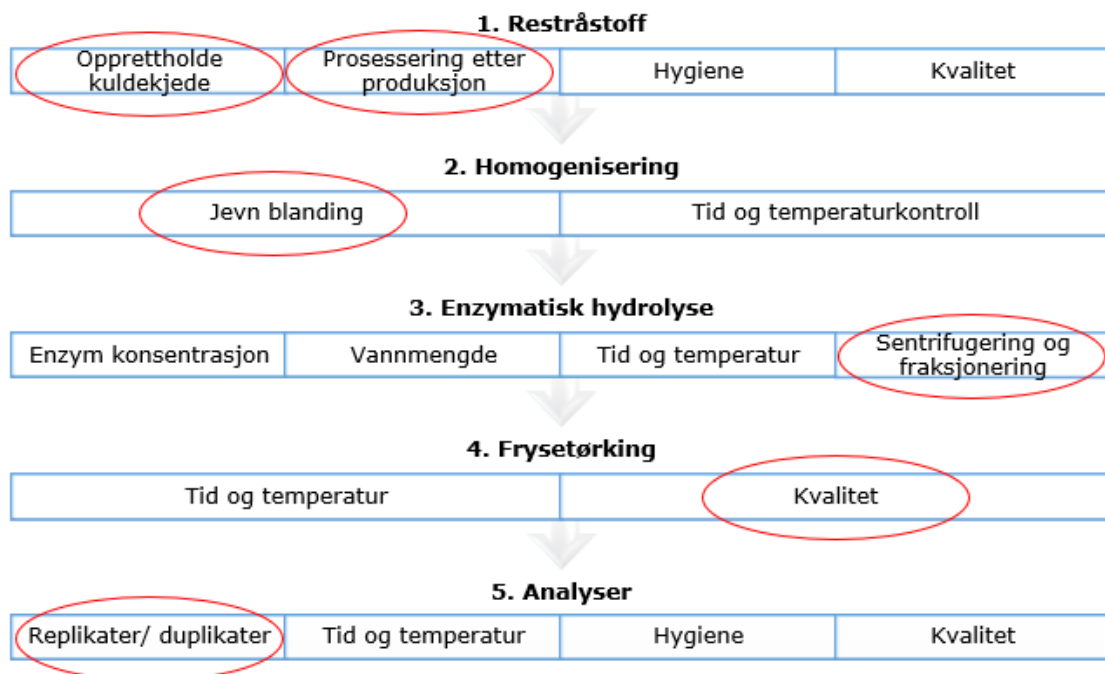 1. Restråstoff
Opprettholde
kuldekjede
Prosessering etter
produksjon
Hygiene
Kvalitet
2. Homogenisering
Jevn blanding
Tid og temperaturkontroll
3. Enzymatisk hydrolyse
Enzym konsentrasjon
Vannmengde
Tid og temperatur
Sentrifugering og
fraksjonering
4. Frysetørking
Tid og temperatur
Kvalitet
5. Analyser
Replikater/ duplikater
Tid og temperatur
Hygiene
Kvalitet